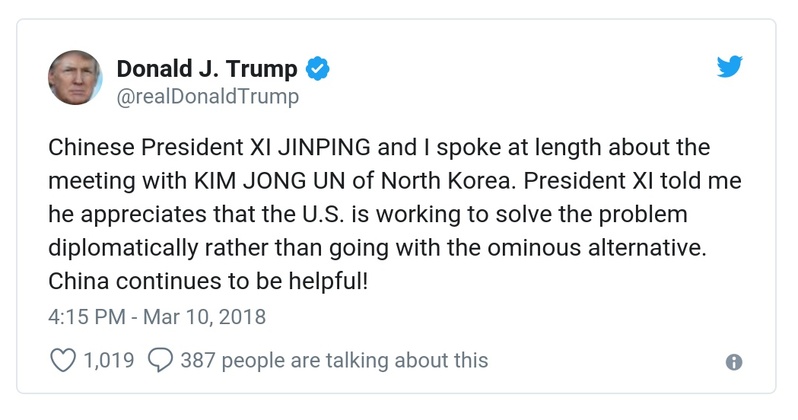 Donald J. Trump
@realDonaldTrump
Chinese President XI JINPING and I spoke at length about the
meeting with KIM JONG UN of North Korea. President XI told me
he appreciates that the U.S. is working to solve the problem
diplomatically rather than going with the ominous alternative.
China continues to be helpful!
4:15 PM - Mar 10, 2018
1,019 387 people are talking about this